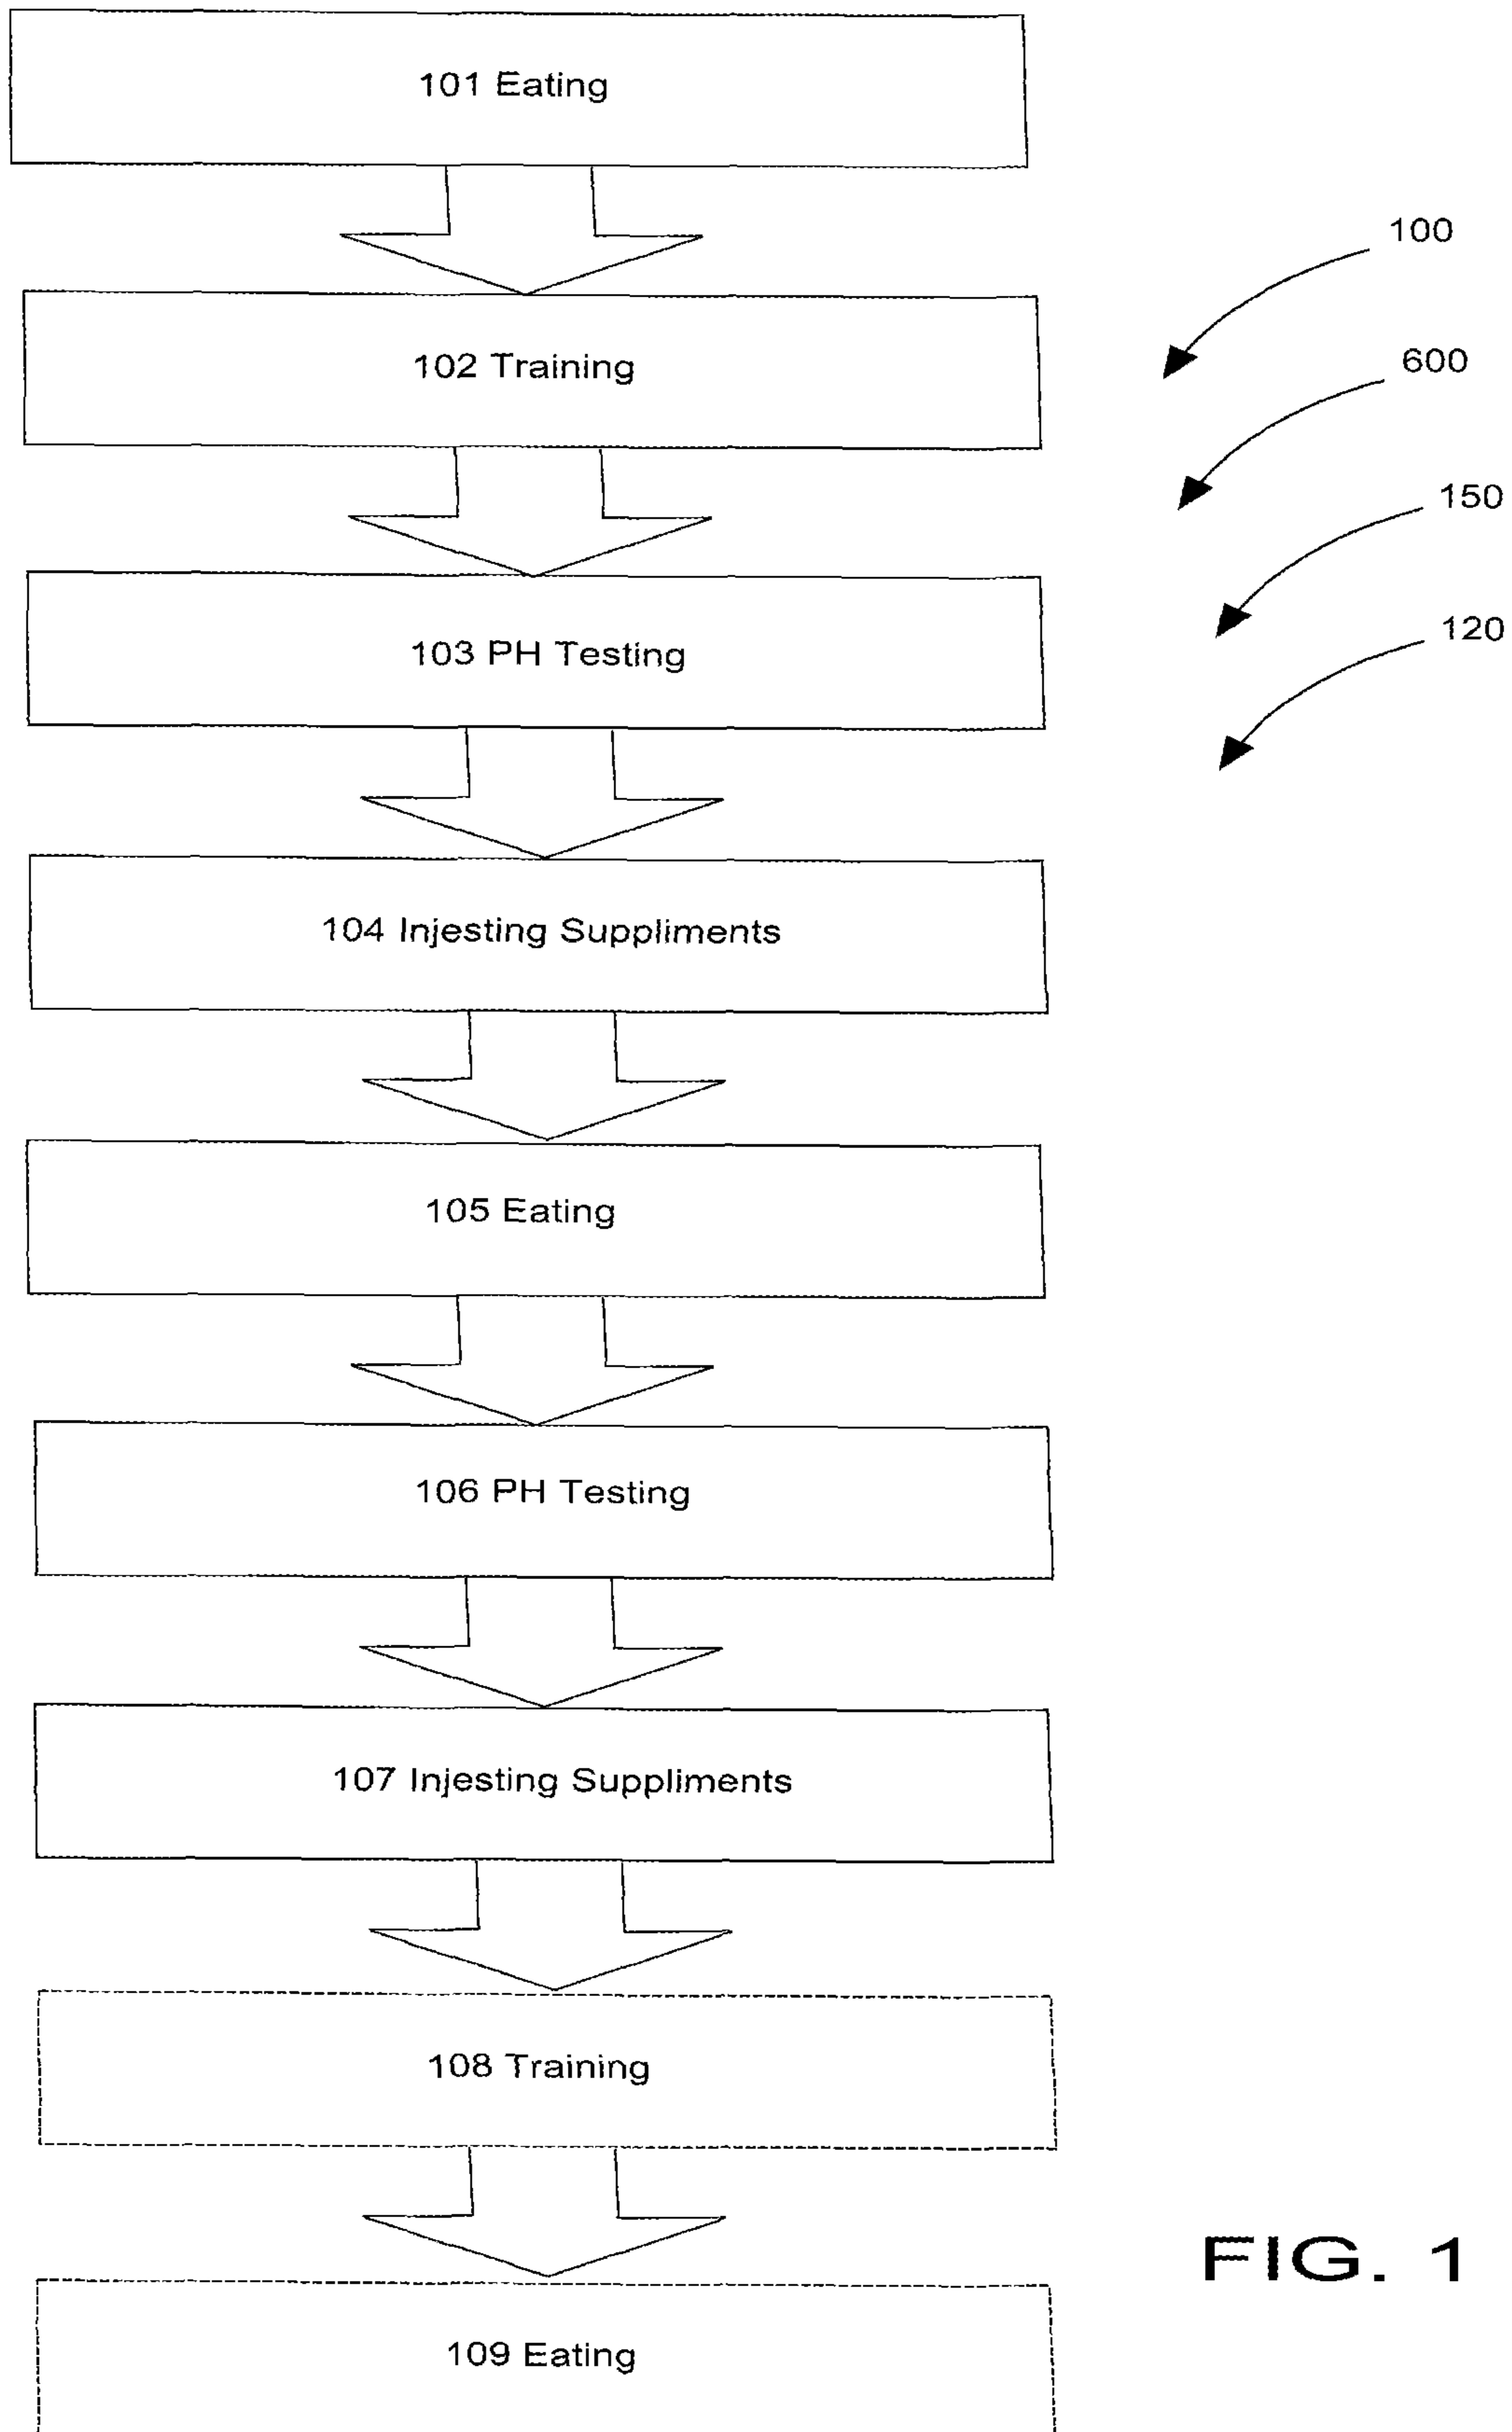 101 Eating
100
102 Training
600
150
103 PH Testing
120
104 Injesting Suppliments
105 Eating
106 PH Testing
107 Injesting Suppliments
108 Training
FIG. 1
109 Eating